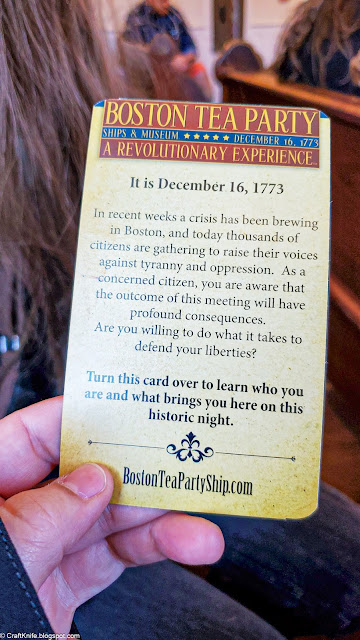 BOSTON TEA PARTY
SHIPS & MUSEUM ★★★★★ DECEMBER 16, 1773
A REVOLUTIONARY EXPERIENCE.
It is December 16, 1773
In recent weeks a crisis has been brewing
in Boston, and today thousands of
citizens are gathering to raise their voices
against tyranny and oppression. As a
concerned citizen, you are aware that
the outcome of this meeting will have
profound consequences.
Are you willing to do what it takes to
defend your liberties?
Turn this card over to learn who you
are and what brings you here on this
historic night.
BostonTeaPartyShip.com
© CraftKnife.blogspot.com